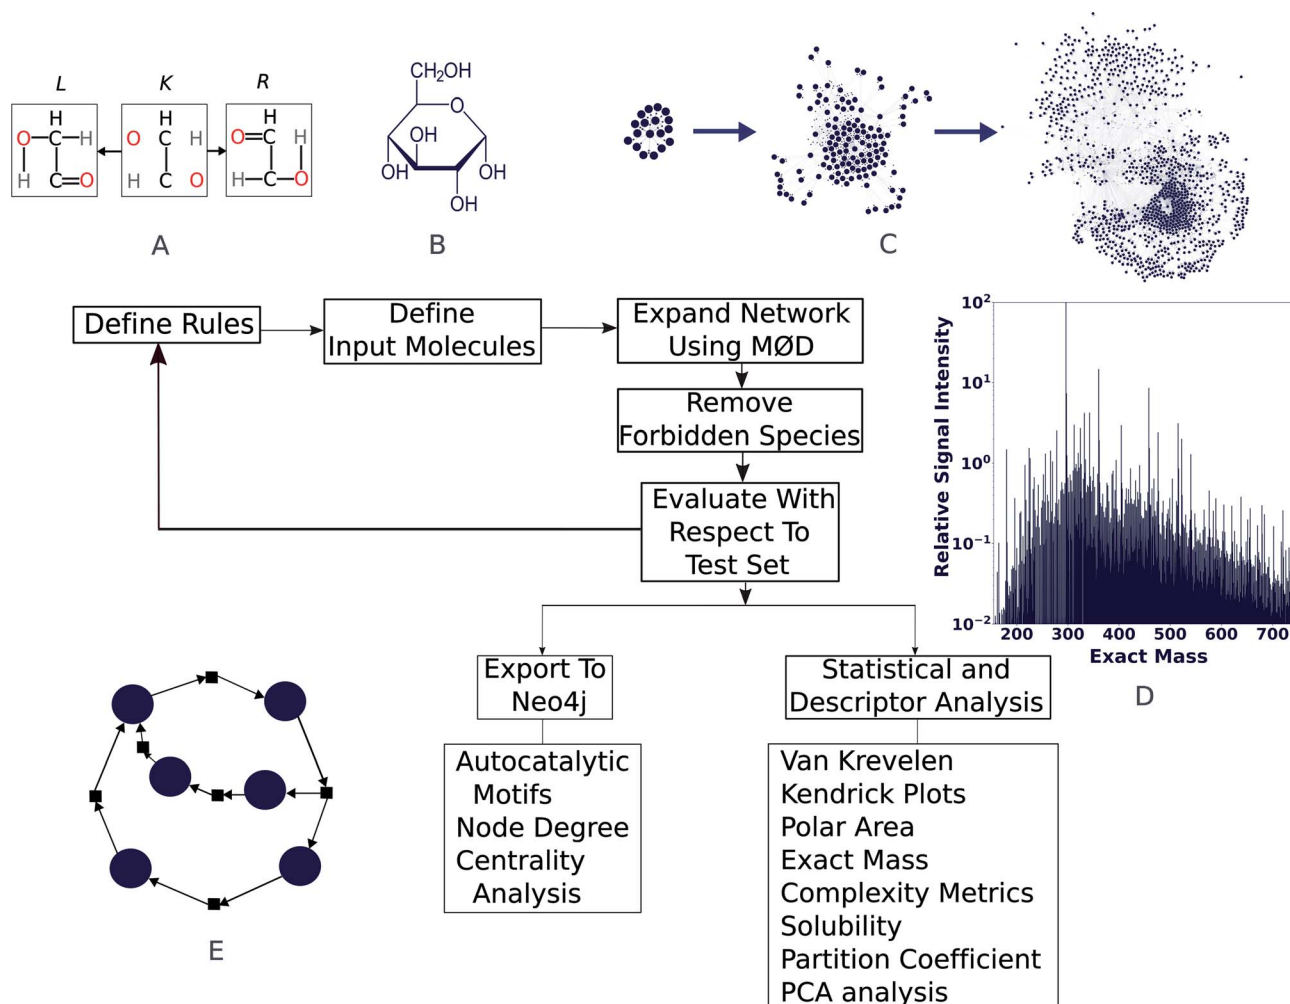 L K R
H
O C H
H C O
O H H
C
C O
H
O C H
H C O
A
CH₂OH
O
OH
OH OH
OH
B
C
Define Rules
Define
Input Molecules
Expand Network
Using MØD
Remove
Forbidden Species
Evaluate With
Respect To
Test Set
Export To
Neo4j
Autocatalytic
Motifs
Node Degree
Centrality
Analysis
Statistical and
Descriptor Analysis
Van Krevelen
Kendrick Plots
Polar Area
Exact Mass
Complexity Metrics
Solubility
Partition Coefficient
PCA analysis
Relative Signal Intensity
10²
10¹
10⁰
10⁻¹
10⁻²
200 300 400 500 600 700
Exact Mass
D
E